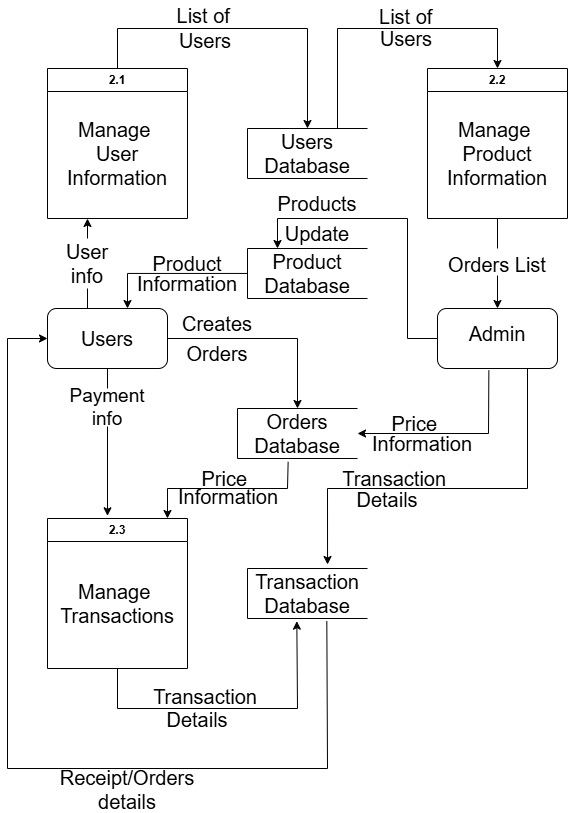 List of
Users
List of
Users
2.1
Manage
User
Information
2.2
Manage
Product
Information
Users
Database
Products
Update
Product
Database
User
info
Product
Information
Orders List
Users
Creates
Orders
Admin
Payment
info
Orders
Database
Price
Information
Price
Information
Transaction
Details
2.3
Manage
Transactions
Transaction
Database
Transaction
Details
Receipt/Orders
details